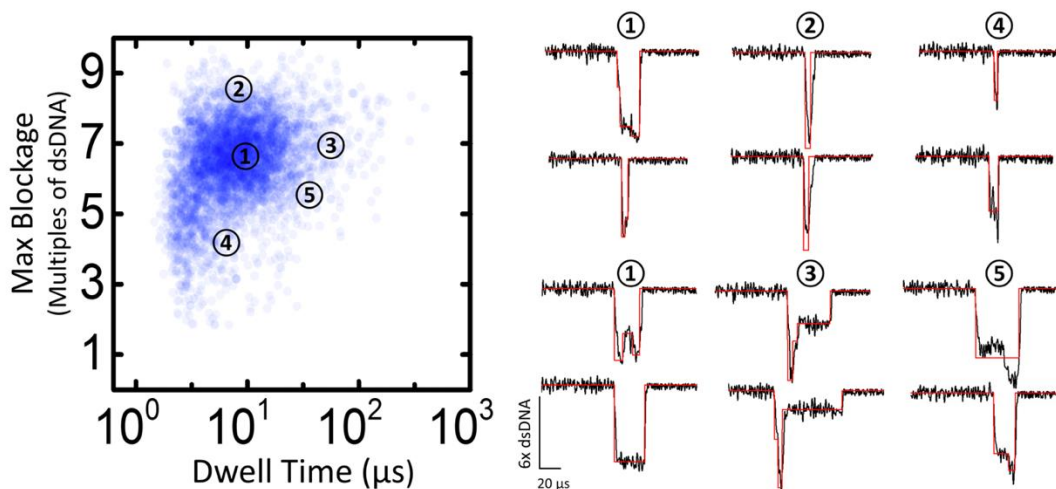 ① ② ④
9
7
5
3
1
② ① ③ ⑤ ④
Max Blockage
(Multiples of dsDNA)
10⁰ 10¹ 10² 10³
Dwell Time (µs)
① ③ ⑤
6x dsDNA
20 µs